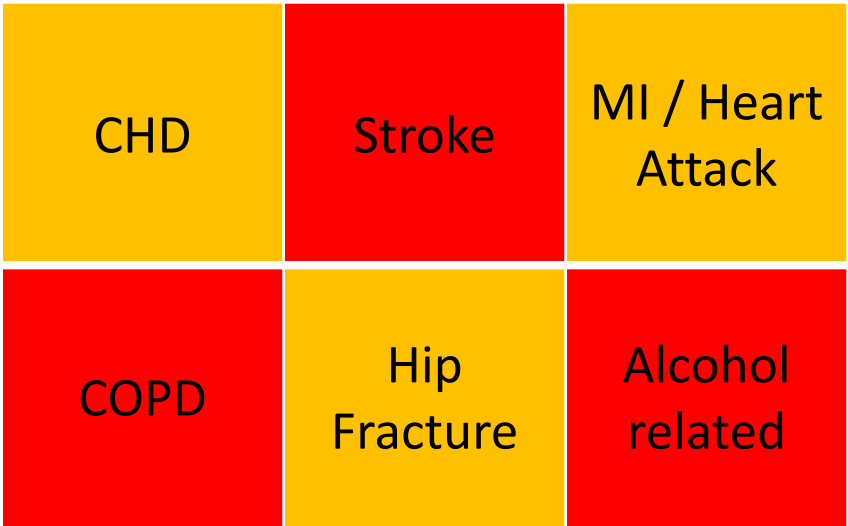 CHD
Stroke
MI / Heart
Attack
COPD
Hip
Fracture
Alcohol
related